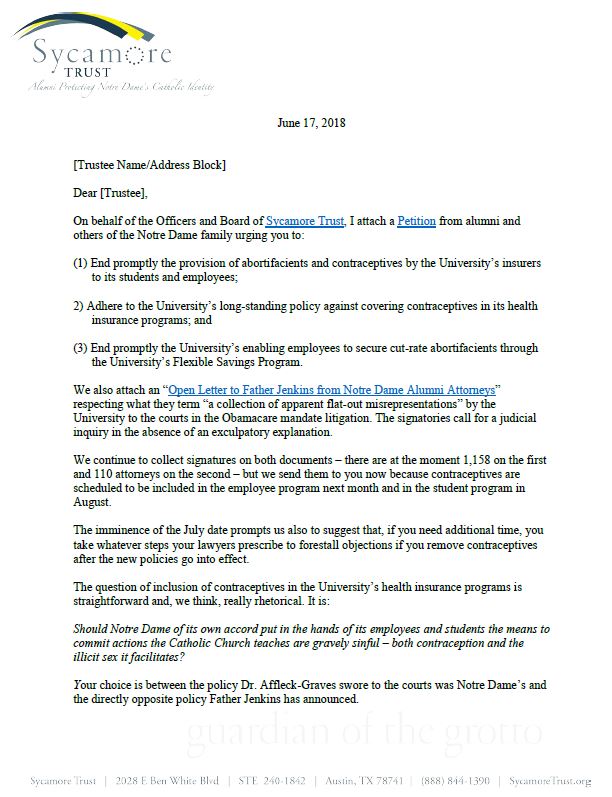 Sycamore
TRUST
Alumni Protecting Notre Dame's Catholic Identity
June 17, 2018
[Trustee Name/Address Block]
Dear [Trustee],
On behalf of the Officers and Board of Sycamore Trust, I attach a Petition from alumni and
others of the Notre Dame family urging you to:
(1) End promptly the provision of abortifacients and contraceptives by the University's insurers
to its students and employees;
2) Adhere to the University's long-standing policy against covering contraceptives in its health
insurance programs; and
(3) End promptly the University's enabling employees to secure cut-rate abortifacients through
the University's Flexible Savings Program.
We also attach an “Open Letter to Father Jenkins from Notre Dame Alumni Attorneys”
respecting what they term “a collection of apparent flat-out misrepresentations” by the
University to the courts in the Obamacare mandate litigation. The signatories call for a judicial
inquiry in the absence of an exculpatory explanation.
We continue to collect signatures on both documents – there are at the moment 1,158 on the first
and 110 attorneys on the second – but we send them to you now because contraceptives are
scheduled to be included in the employee program next month and in the student program in
August.
The imminence of the July date prompts us also to suggest that, if you need additional time, you
take whatever steps your lawyers prescribe to forestall objections if you remove contraceptives
after the new policies go into effect.
The question of inclusion of contraceptives in the University's health insurance programs is
straightforward and, we think, really rhetorical. It is:
Should Notre Dame of its own accord put in the hands of its employees and students the means to
commit actions the Catholic Church teaches are gravely sinful – both contraception and the
illicit sex it facilitates?
Your choice is between the policy Dr. Affleck-Graves swore to the courts was Notre Dame's and
the directly opposite policy Father Jenkins has announced.
guardian of the grotto
Sycamore Trust | 2028 E Ben White Blvd | STE 240-1842 | Austin, TX 78741 | (888) 844-1390 | SycamoreTrust.org